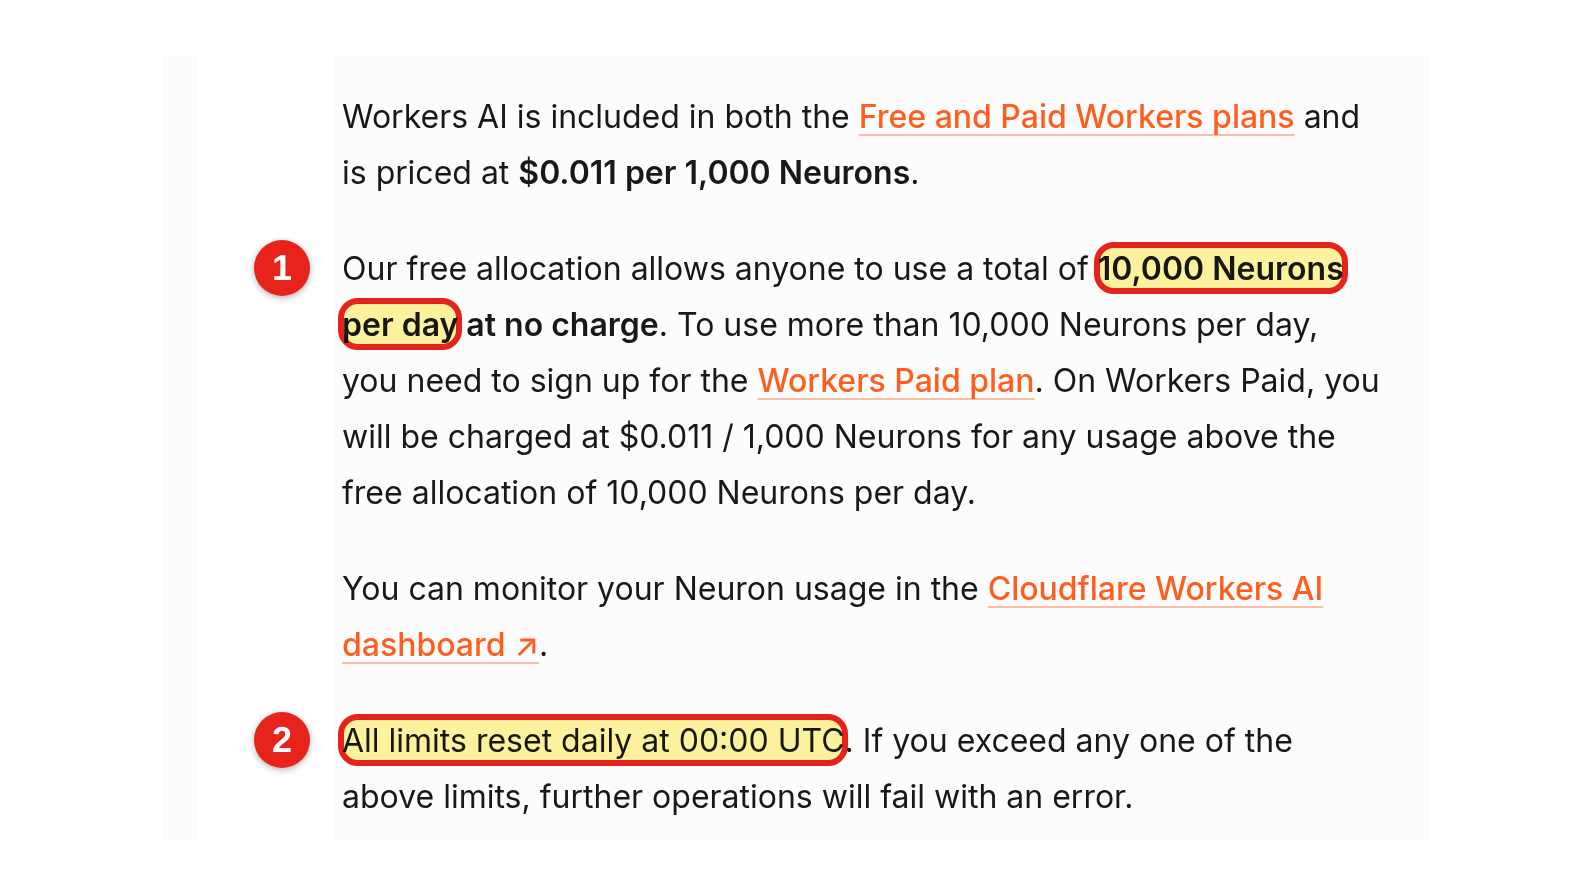 Workers AI is included in both the Free and Paid Workers plans and
is priced at $0.011 per 1,000 Neurons.
1 Our free allocation allows anyone to use a total of 10,000 Neurons
per day at no charge. To use more than 10,000 Neurons per day,
you need to sign up for the Workers Paid plan. On Workers Paid, you
will be charged at $0.011 / 1,000 Neurons for any usage above the
free allocation of 10,000 Neurons per day.
You can monitor your Neuron usage in the Cloudflare Workers AI
dashboard ↗.
2 All limits reset daily at 00:00 UTC. If you exceed any one of the
above limits, further operations will fail with an error.